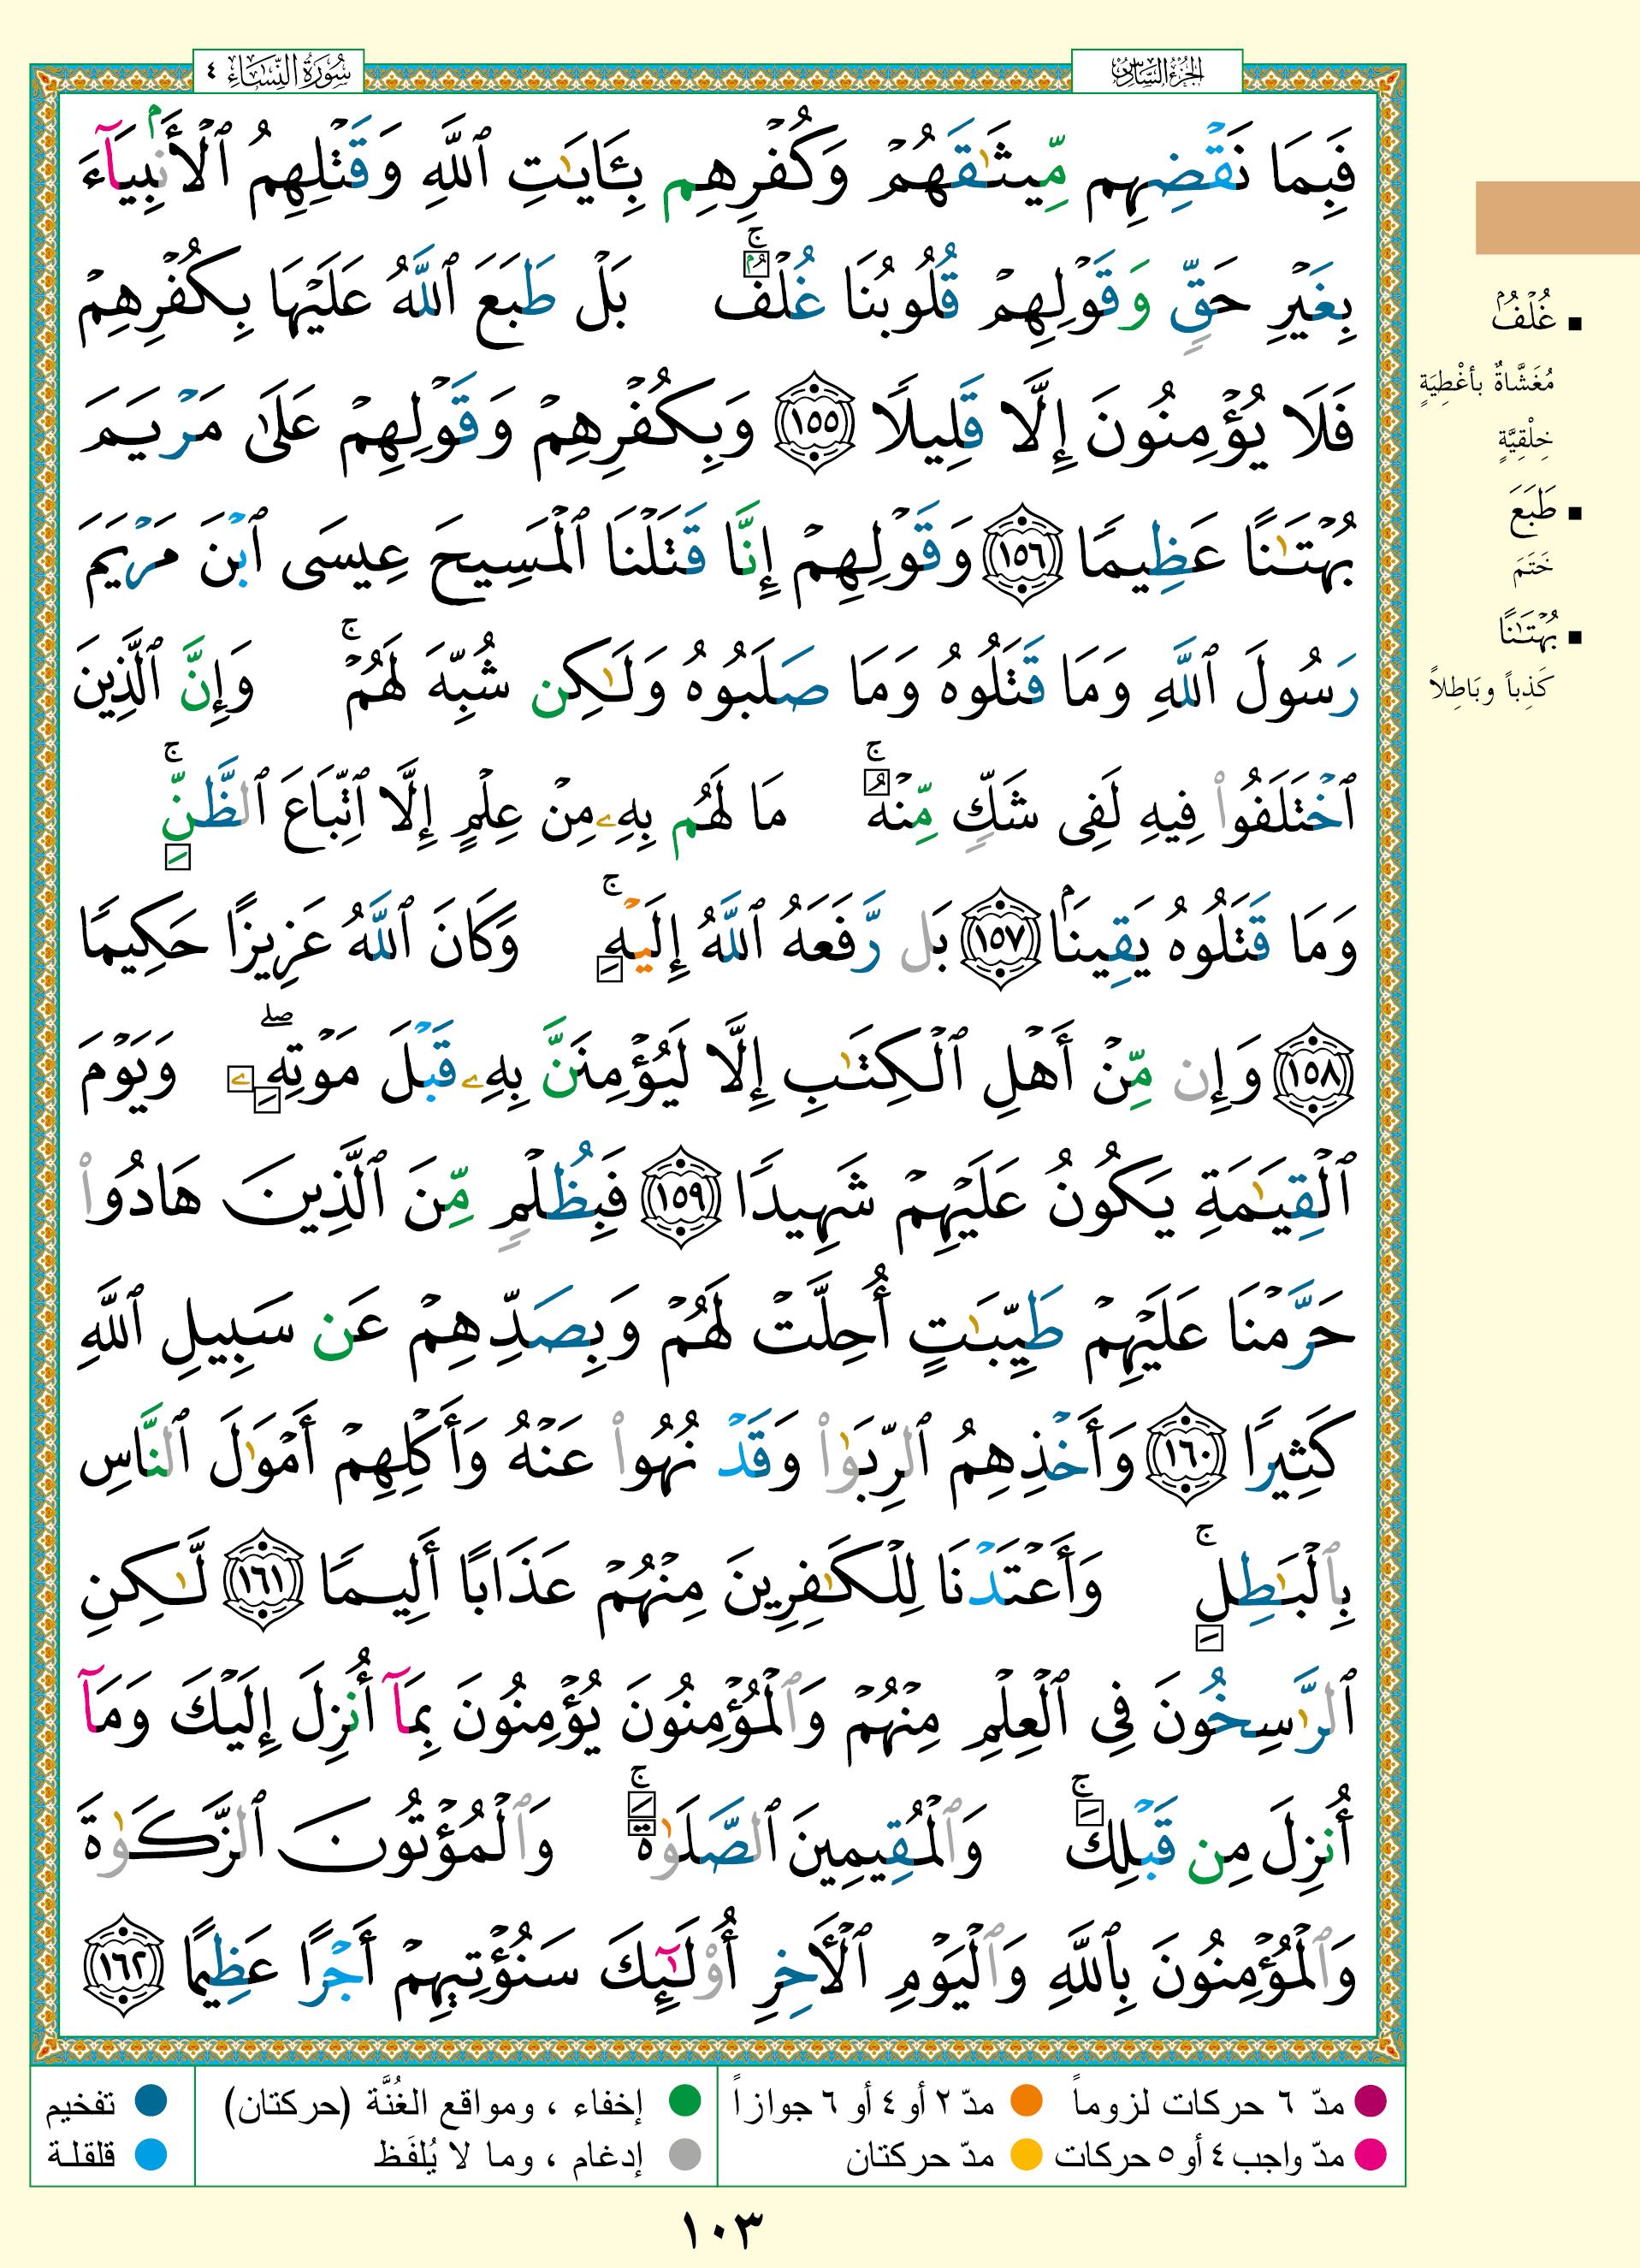 الجزء السادس
سورة النساء ٤
فَبِمَا نَقْضِهِم مِّيثَٰقَهُمْ وَكُفْرِهِم بِـَٔايَٰتِ ٱللَّهِ وَقَتْلِهِمُ ٱلْأَنۢبِيَآءَ
بِغَيْرِ حَقٍّ وَقَوْلِهِمْ قُلُوبُنَا غُلْفٌۢ ۚ بَلْ طَبَعَ ٱللَّهُ عَلَيْهَا بِكُفْرِهِمْ
فَلَا يُؤْمِنُونَ إِلَّا قَلِيلًا ١٥٥ وَبِكُفْرِهِمْ وَقَوْلِهِمْ عَلَىٰ مَرْيَمَ
بُهْتَٰنًا عَظِيمًا ١٥٦ وَقَوْلِهِمْ إِنَّا قَتَلْنَا ٱلْمَسِيحَ عِيسَى ٱبْنَ مَرْيَمَ
رَسُولَ ٱللَّهِ وَمَا قَتَلُوهُ وَمَا صَلَبُوهُ وَلَٰكِن شُبِّهَ لَهُمْ ۚ وَإِنَّ ٱلَّذِينَ
ٱخْتَلَفُوا۟ فِيهِ لَفِى شَكٍّ مِّنْهُ ۚ مَا لَهُم بِهِۦ مِنْ عِلْمٍ إِلَّا ٱتِّبَاعَ ٱلظَّنِّ ۚ
وَمَا قَتَلُوهُ يَقِينًۢا ١٥٧ بَل رَّفَعَهُ ٱللَّهُ إِلَيْهِ ۚ وَكَانَ ٱللَّهُ عَزِيزًا حَكِيمًا
١٥٨ وَإِن مِّنْ أَهْلِ ٱلْكِتَٰبِ إِلَّا لَيُؤْمِنَنَّ بِهِۦ قَبْلَ مَوْتِهِۦ ۖ وَيَوْمَ
ٱلْقِيَٰمَةِ يَكُونُ عَلَيْهِمْ شَهِيدًا ١٥٩ فَبِظُلْمٍ مِّنَ ٱلَّذِينَ هَادُوا۟
حَرَّمْنَا عَلَيْهِمْ طَيِّبَٰتٍ أُحِلَّتْ لَهُمْ وَبِصَدِّهِمْ عَن سَبِيلِ ٱللَّهِ
كَثِيرًا ١٦٠ وَأَخْذِهِمُ ٱلرِّبَوٰا۟ وَقَدْ نُهُوا۟ عَنْهُ وَأَكْلِهِمْ أَمْوَٰلَ ٱلنَّاسِ
بِٱلْبَٰطِلِ ۚ وَأَعْتَدْنَا لِلْكَٰفِرِينَ مِنْهُمْ عَذَابًا أَلِيمًا ١٦١ لَّٰكِنِ
ٱلرَّٰسِخُونَ فِى ٱلْعِلْمِ مِنْهُمْ وَٱلْمُؤْمِنُونَ يُؤْمِنُونَ بِمَآ أُنزِلَ إِلَيْكَ وَمَآ
أُنزِلَ مِن قَبْلِكَ ۚ وَٱلْمُقِيمِينَ ٱلصَّلَوٰةَ ۚ وَٱلْمُؤْتُونَ ٱلزَّكَوٰةَ
وَٱلْمُؤْمِنُونَ بِٱللَّهِ وَٱلْيَوْمِ ٱلْءَاخِرِ أُو۟لَٰٓئِكَ سَنُؤْتِيهِمْ أَجْرًا عَظِيمًا ١٦٢
غُلْفٌۢ
مُغَشَّاةٌ بأغْطِيَةٍ
خِلْقِيَّةٍ
طَبَعَ
خَتَمَ
بُهْتَٰنًا
كَذِباً وبَاطِلاً
مدّ ٦ حركات لزوماً مدّ ٢ أو ٤ أو ٦ جوازاً إخفاء ، ومواقع الغُنَّة (حركتان) تفخيم
مدّ واجب ٤ أو ٥ حركات مدّ حركتان إدغام ، وما لا يُلفَظ قلقلة
١٠٣